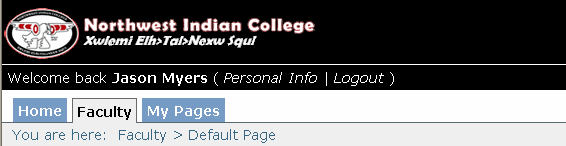 Northwest Indian College
Xwlemi Elh>Tal>Nexw Squl
Welcome back Jason Myers ( Personal Info | Logout )
Home Faculty My Pages
You are here: Faculty > Default Page